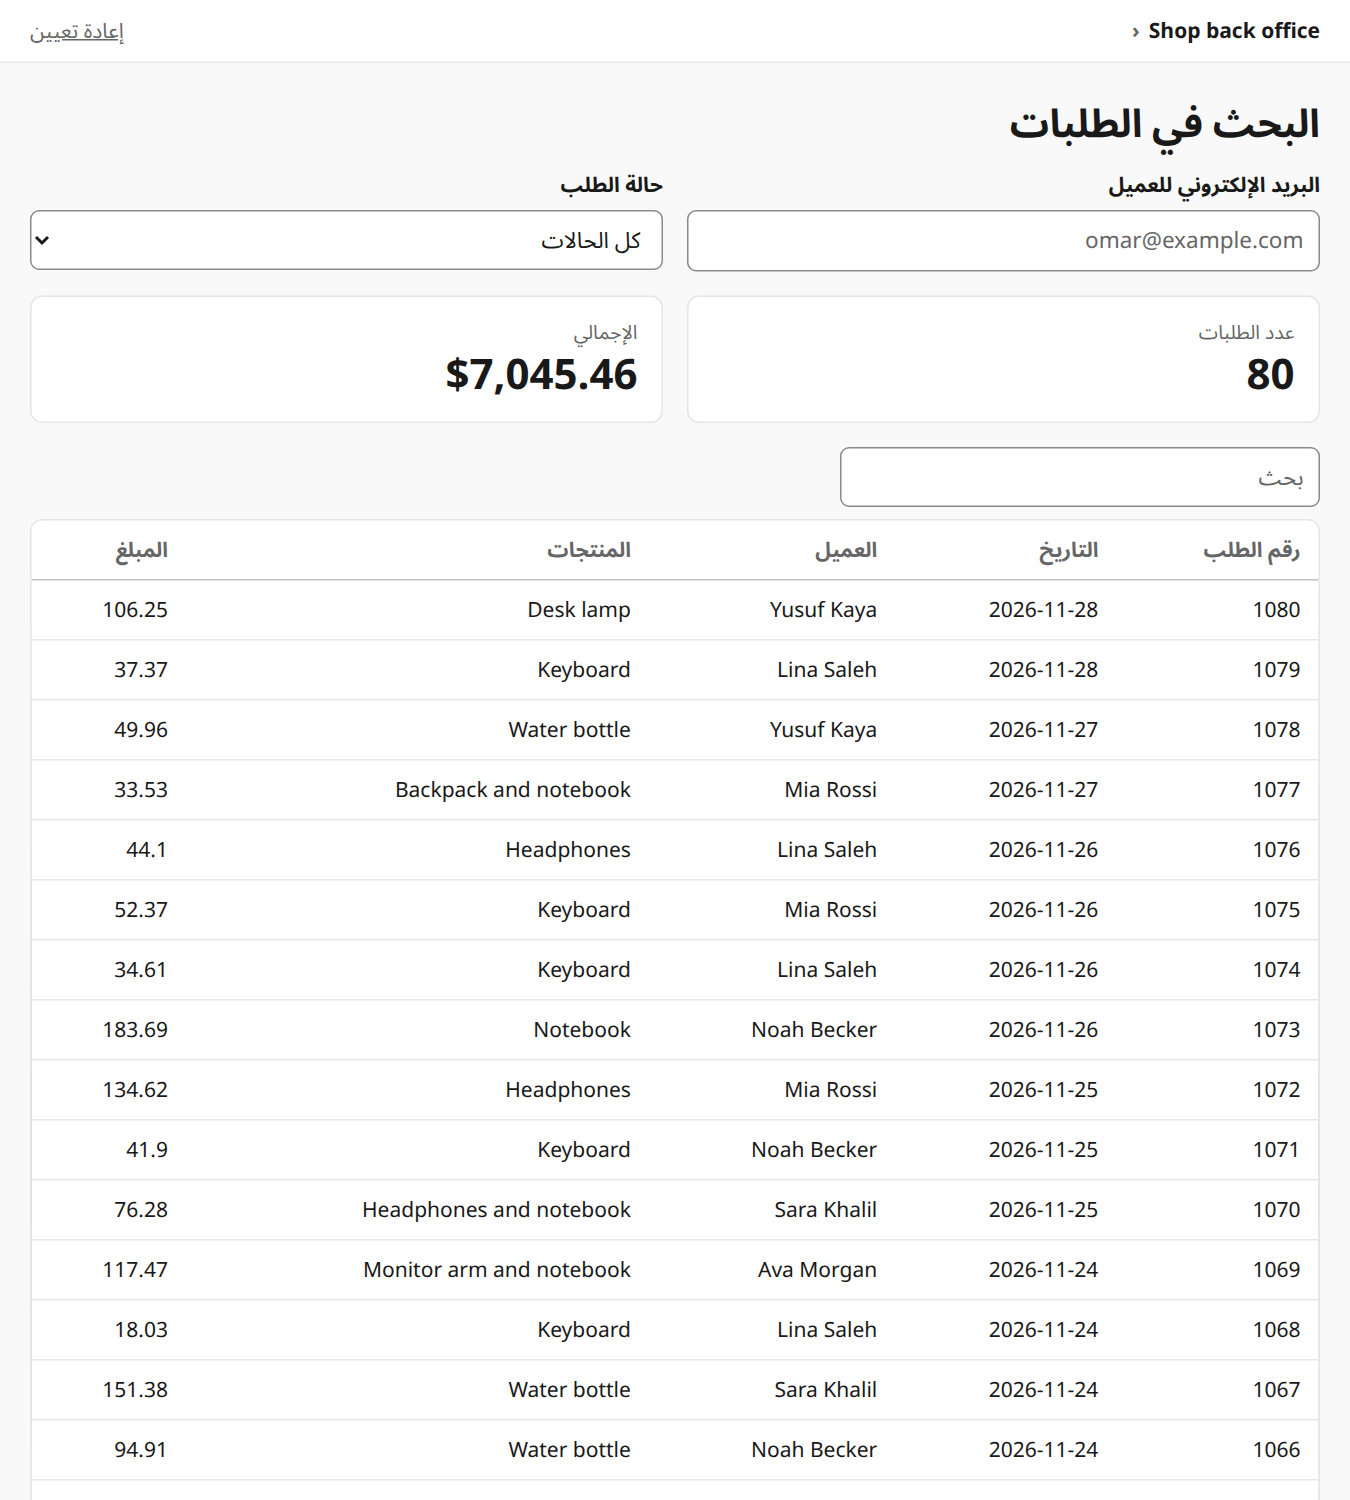 Shop back office ›
إعادة تعيين
البحث في الطلبات
البريد الإلكتروني للعميل
حالة الطلب
omar@example.com
كل الحالات
عدد الطلبات
80
الإجمالي
$7,045.46
بحث
رقم الطلب التاريخ العميل المنتجات المبلغ
1080 2026-11-28 Yusuf Kaya Desk lamp 106.25
1079 2026-11-28 Lina Saleh Keyboard 37.37
1078 2026-11-27 Yusuf Kaya Water bottle 49.96
1077 2026-11-27 Mia Rossi Backpack and notebook 33.53
1076 2026-11-26 Lina Saleh Headphones 44.1
1075 2026-11-26 Mia Rossi Keyboard 52.37
1074 2026-11-26 Lina Saleh Keyboard 34.61
1073 2026-11-26 Noah Becker Notebook 183.69
1072 2026-11-25 Mia Rossi Headphones 134.62
1071 2026-11-25 Noah Becker Keyboard 41.9
1070 2026-11-25 Sara Khalil Headphones and notebook 76.28
1069 2026-11-24 Ava Morgan Monitor arm and notebook 117.47
1068 2026-11-24 Lina Saleh Keyboard 18.03
1067 2026-11-24 Sara Khalil Water bottle 151.38
1066 2026-11-24 Noah Becker Water bottle 94.91